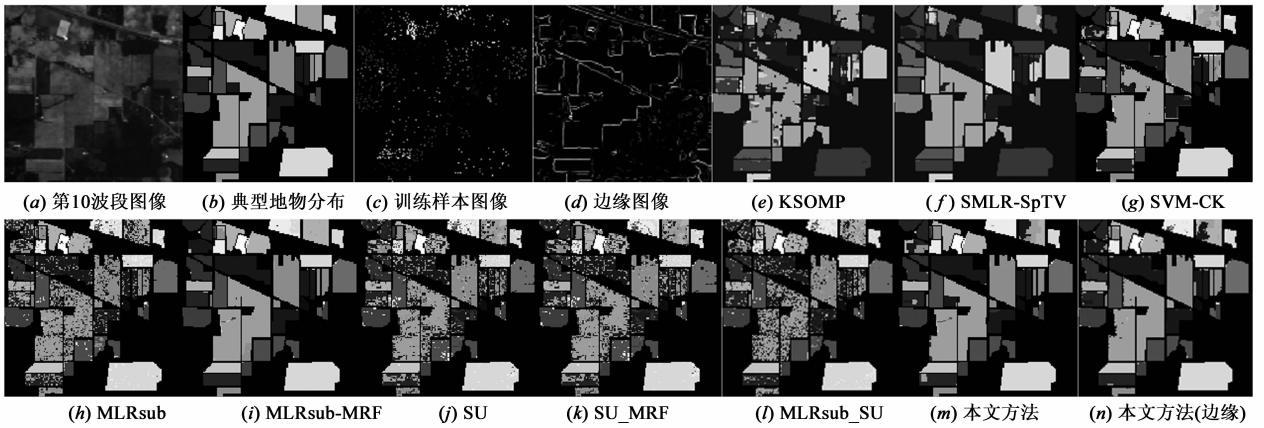 (a) 第10波段图像 (b) 典型地物分布 (c) 训练样本图像 (d) 边缘图像 (e) KSOMP (f) SMLR-SpTV (g) SVM-CK
(h) MLRsub (i) MLRsub-MRF (j) SU (k) SU_MRF (l) MLRsub_SU (m) 本文方法 (n) 本文方法(边缘)